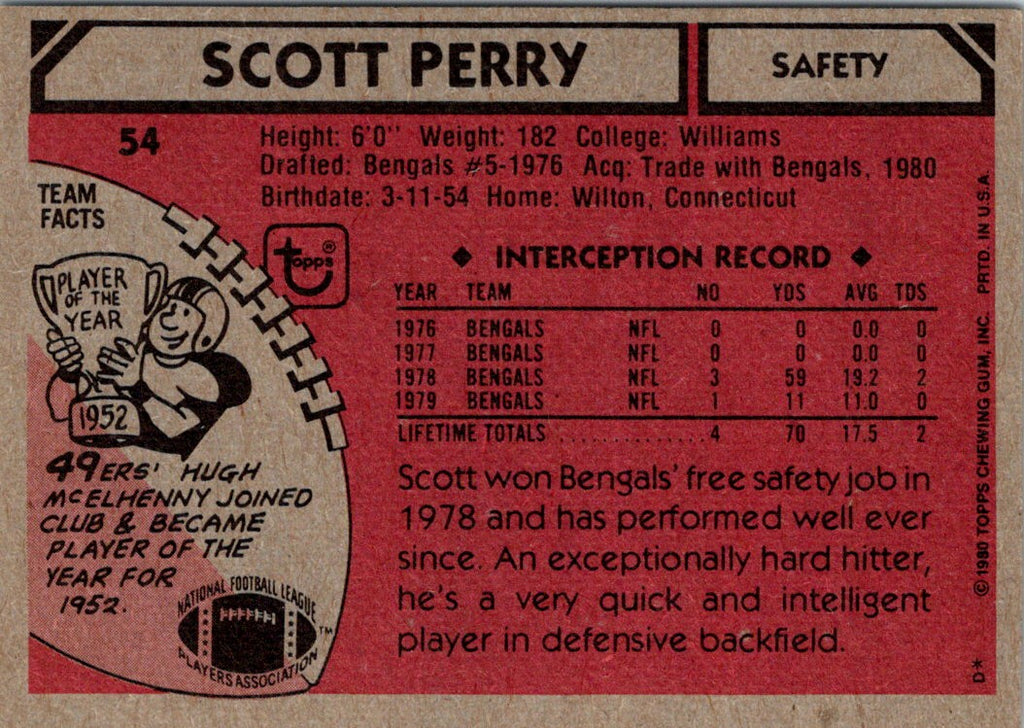 SCOTT PERRY
SAFETY
54
Height: 6'0" Weight: 182 College: Williams
Drafted: Bengals #5-1976 Acq: Trade with Bengals, 1980
Birthdate: 3-11-54 Home: Wilton, Connecticut
TEAM
FACTS
PLAYER
OF THE
YEAR
1952
topps®
◆ INTERCEPTION RECORD ◆
YEAR TEAM NO YDS AVG TDS
1976 BENGALS NFL 0 0 0.0 0
1977 BENGALS NFL 0 0 0.0 0
1978 BENGALS NFL 3 59 19.2 2
1979 BENGALS NFL 1 11 11.0 0
LIFETIME TOTALS ................ 4 70 17.5 2
49ERS' HUGH
McELHENNY JOINED
CLUB & BECAME
PLAYER OF THE
YEAR FOR
1952.
NATIONAL FOOTBALL LEAGUE
PLAYERS ASSOCIATION
TM
Scott won Bengals' free safety job in
1978 and has performed well ever
since. An exceptionally hard hitter,
he's a very quick and intelligent
player in defensive backfield.
D* © 1980 TOPPS CHEWING GUM, INC. PRTD. IN U.S.A.